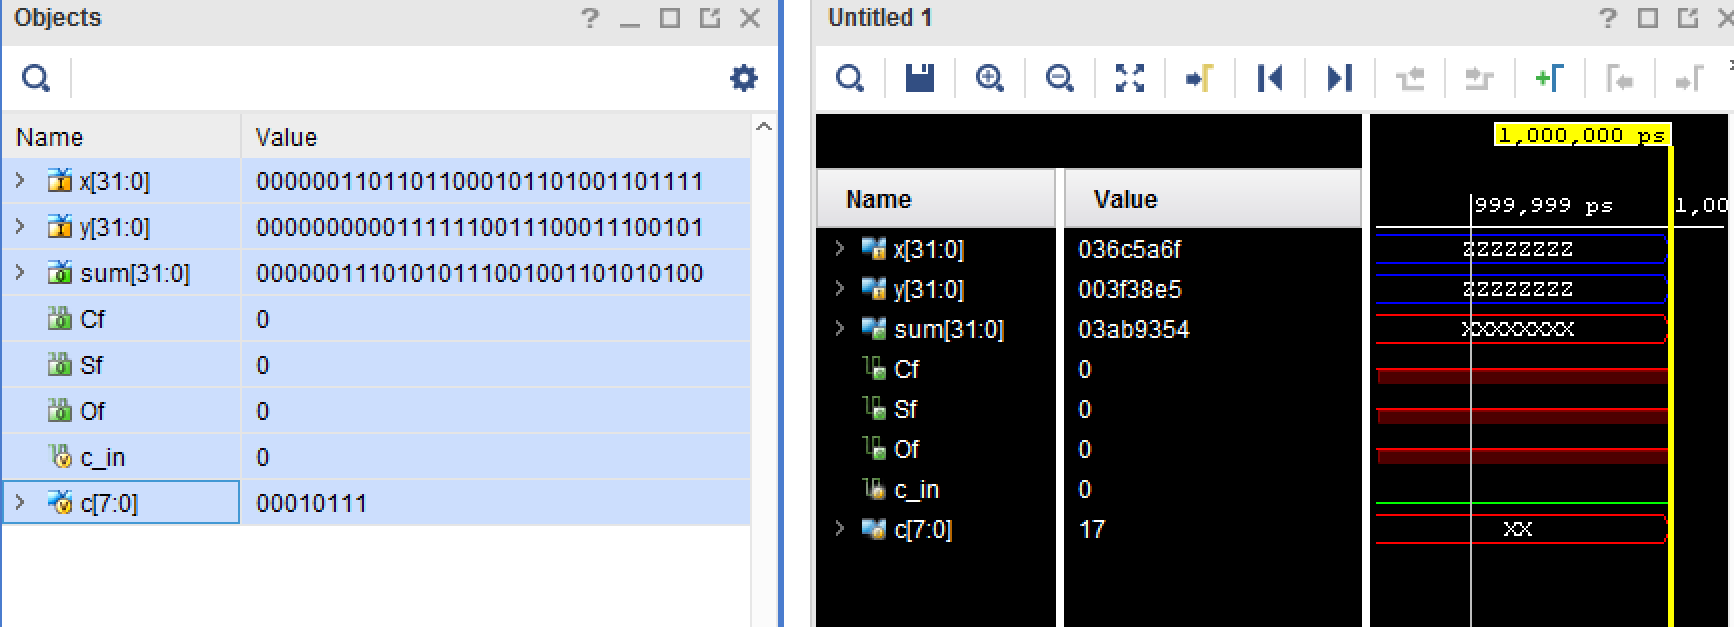 Objects
Name Value
x[31:0] 00000011011011000101101001101111
y[31:0] 00000000001111110011100011100101
sum[31:0] 00000011101010111001001101010100
Cf 0
Sf 0
Of 0
c_in 0
c[7:0] 00010111
Untitled 1
1,000,000 ps
Name Value 999,999 ps 1,00
x[31:0] 036c5a6f ZZZZZZZZ
y[31:0] 003f38e5 ZZZZZZZZ
sum[31:0] 03ab9354 XXXXXXXX
Cf 0
Sf 0
Of 0
c_in 0
c[7:0] 17 XX